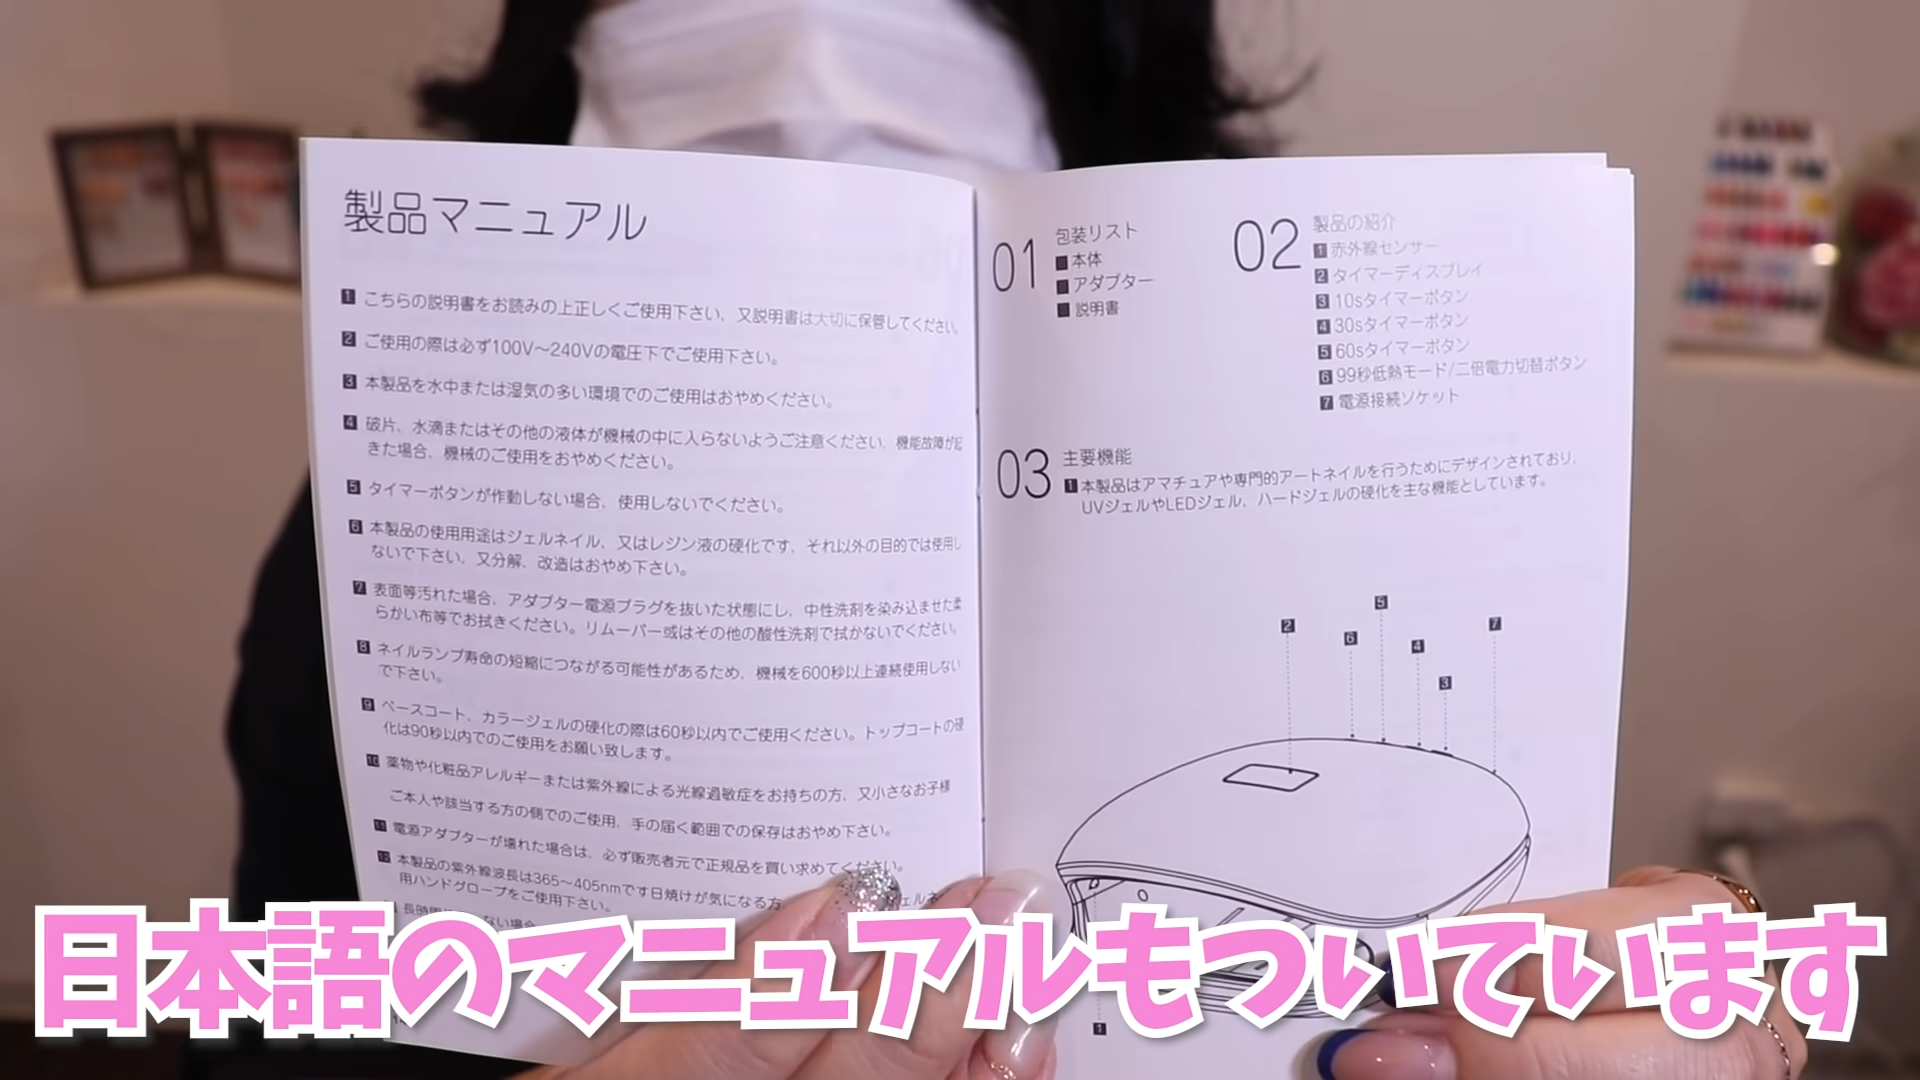 製品マニュアル
1 こちらの説明書をお読みの上正しくご使用下さい、又説明書は大切に保管してください。
2 ご使用の際は必ず100V～240Vの電圧下でご使用下さい。
3 本製品を水中または湿気の多い環境でのご使用はおやめください。
4 破片、水滴またはその他の液体が機械の中に入らないようご注意ください、機能故障が起
きた場合、機械のご使用をおやめください。
5 タイマーボタンが作動しない場合、使用しないでください。
6 本製品の使用用途はジェルネイル、又はレジン液の硬化です、それ以外の目的では使用し
ないで下さい、又分解、改造はおやめ下さい。
7 表面等汚れた場合、アダプター電源プラグを抜いた状態にし、中性洗剤を染み込ませた柔
らかい布等でお拭きください。リムーバー或はその他の酸性洗剤で拭かないでください。
8 ネイルランプ寿命の短縮につながる可能性があるため、機械を600秒以上連続使用しない
で下さい。
9 ベースコート、カラージェルの硬化の際は60秒以内でご使用ください。トップコートの硬
化は90秒以内でのご使用をお願い致します。
10 薬物や化粧品アレルギーまたは紫外線による光線過敏症をお持ちの方、又小さなお子様
ご本人や該当する方の側でのご使用、手の届く範囲での保存はおやめ下さい。
11 電源アダプターが壊れた場合は、必ず販売者元で正規品を買い求めてください。
12 本製品の紫外線波長は365～405nmです日焼けが気になる方、ジェルネ
用ハンドグローブをご使用下さい。
01 包装リスト
■ 本体
■ アダプター
■ 説明書
02 製品の紹介
1 赤外線センサー
2 タイマーディスプレイ
3 10sタイマーボタン
4 30sタイマーボタン
5 60sタイマーボタン
6 99秒低熱モード/二倍電力切替ボタン
7 電源接続ソケット
03 主要機能
1 本製品はアマチュアや専門的アートネイルを行うためにデザインされており、
UVジェルやLEDジェル、ハードジェルの硬化を主な機能としています。
2 6 5 4 3 7
1
日本語のマニュアルもついています